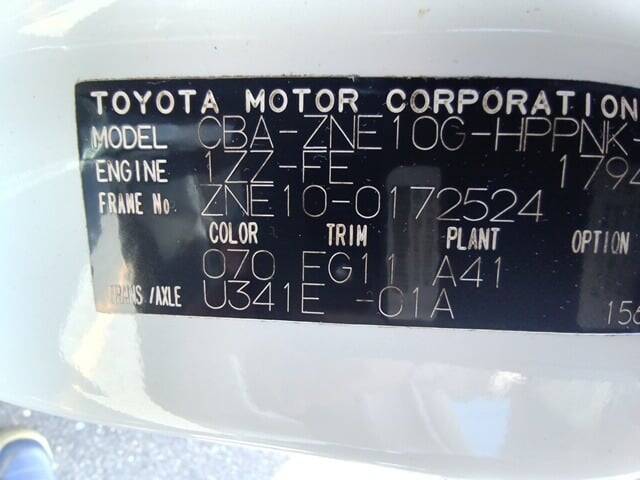 TOYOTA MOTOR CORPORATION
MODEL CBA-ZNE10G-HPPNK-
ENGINE 1ZZ-FE 1794
FRAME No ZNE10-0172524
COLOR TRIM PLANT OPTION
070 FG11 A41
TRANS/AXLE U341E -01A 156